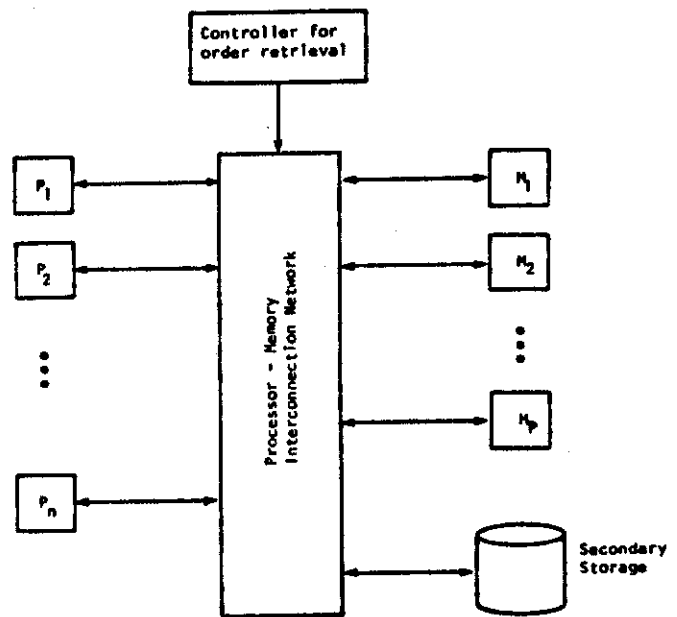 Controller for
order retrieval
P1
M1
P2
M2
Processor - Memory
Interconnection Network
Mp
Pn
Secondary
Storage